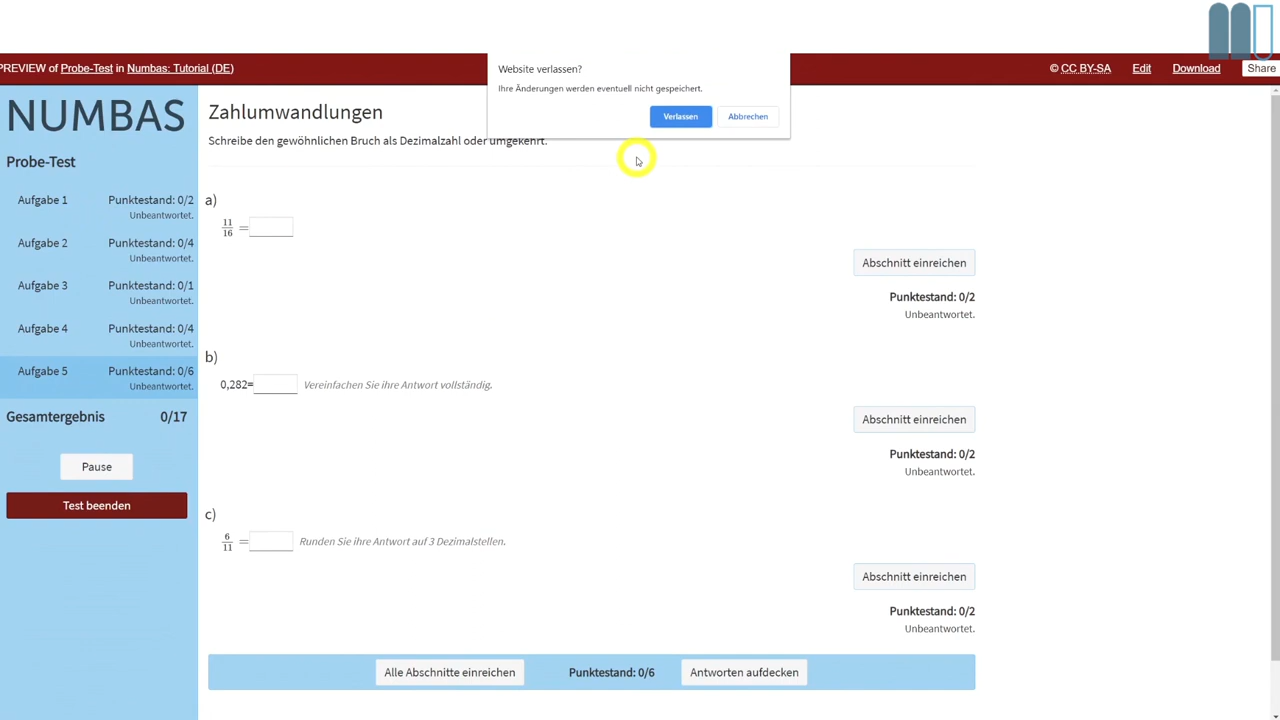 Website verlassen?
Ihre Änderungen werden eventuell nicht gespeichert.
Verlassen Abbrechen
PREVIEW of Probe-Test in Numbas: Tutorial (DE)
© CC BY-SA Edit Download Share
NUMBAS
Probe-Test
Aufgabe 1 Punktestand: 0/2
Unbeantwortet.
Aufgabe 2 Punktestand: 0/4
Unbeantwortet.
Aufgabe 3 Punktestand: 0/1
Unbeantwortet.
Aufgabe 4 Punktestand: 0/4
Unbeantwortet.
Aufgabe 5 Punktestand: 0/6
Unbeantwortet.
Gesamtergebnis 0/17
Pause
Test beenden
Zahlumwandlungen
Schreibe den gewöhnlichen Bruch als Dezimalzahl oder umgekehrt.
a)
11/16 =
Abschnitt einreichen
Punktestand: 0/2
Unbeantwortet.
b)
0,282= Vereinfachen Sie ihre Antwort vollständig.
Abschnitt einreichen
Punktestand: 0/2
Unbeantwortet.
c)
6/11 = Runden Sie ihre Antwort auf 3 Dezimalstellen.
Abschnitt einreichen
Punktestand: 0/2
Unbeantwortet.
Alle Abschnitte einreichen Punktestand: 0/6 Antworten aufdecken